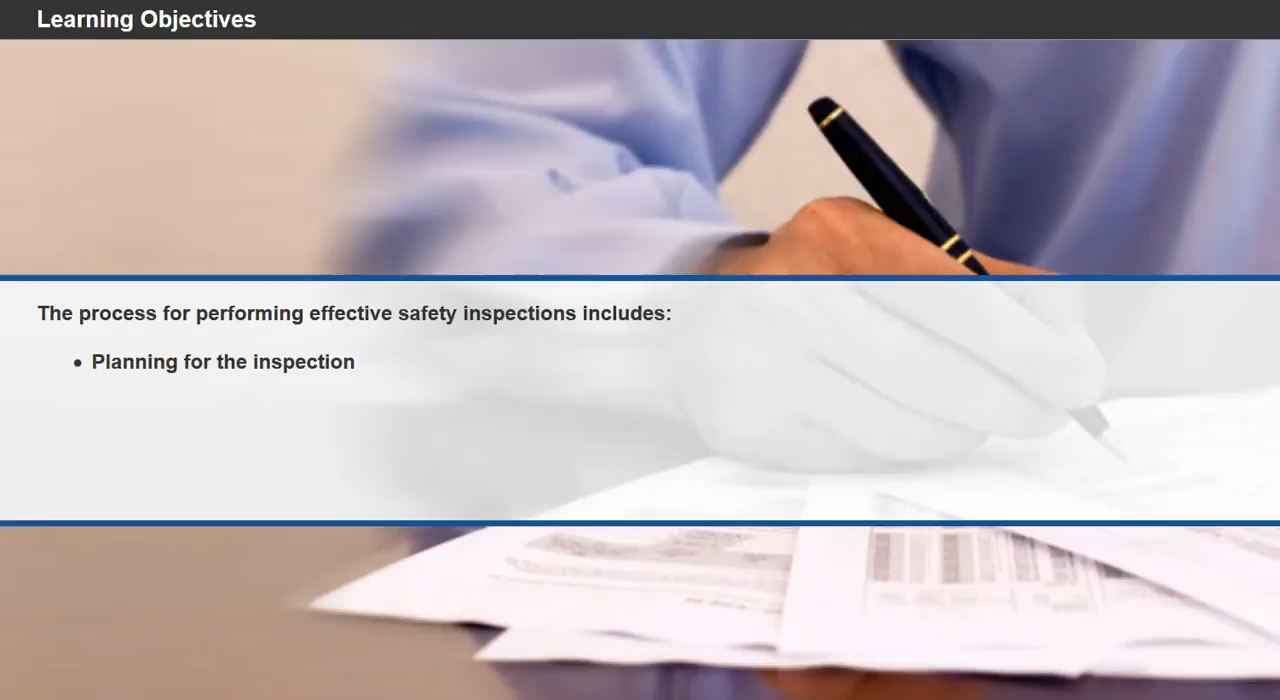 Learning Objectives
The process for performing effective safety inspections includes:
• Planning for the inspection